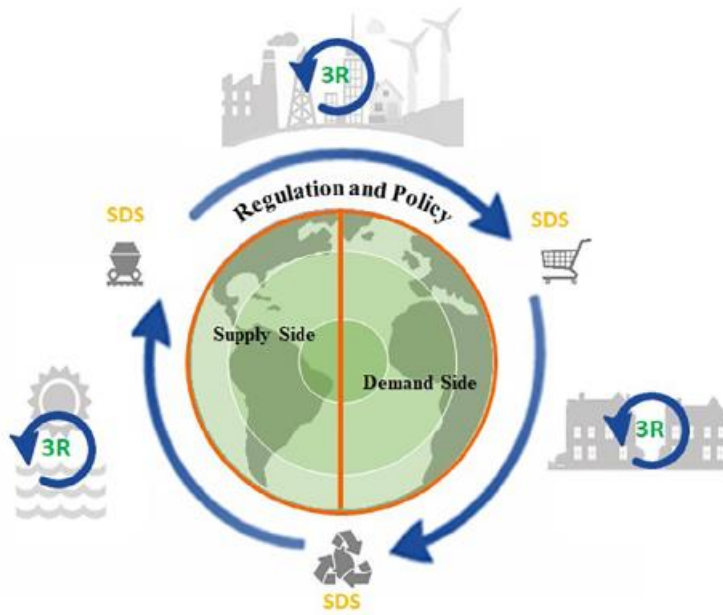 3R
SDS
Regulation and Policy
SDS
Supply Side
Demand Side
3R
3R
SDS